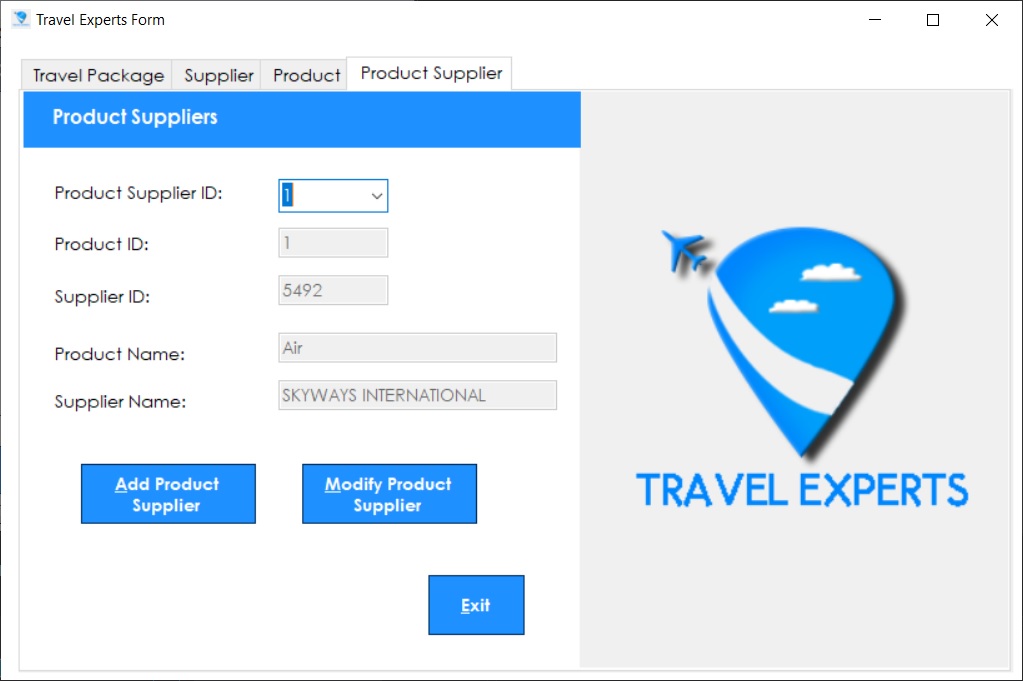 Travel Experts Form
Travel Package Supplier Product Product Supplier
Product Suppliers
Product Supplier ID: 1
Product ID: 1
Supplier ID: 5492
Product Name: Air
Supplier Name: SKYWAYS INTERNATIONAL
Add Product
Supplier
Modify Product
Supplier
Exit
TRAVEL EXPERTS